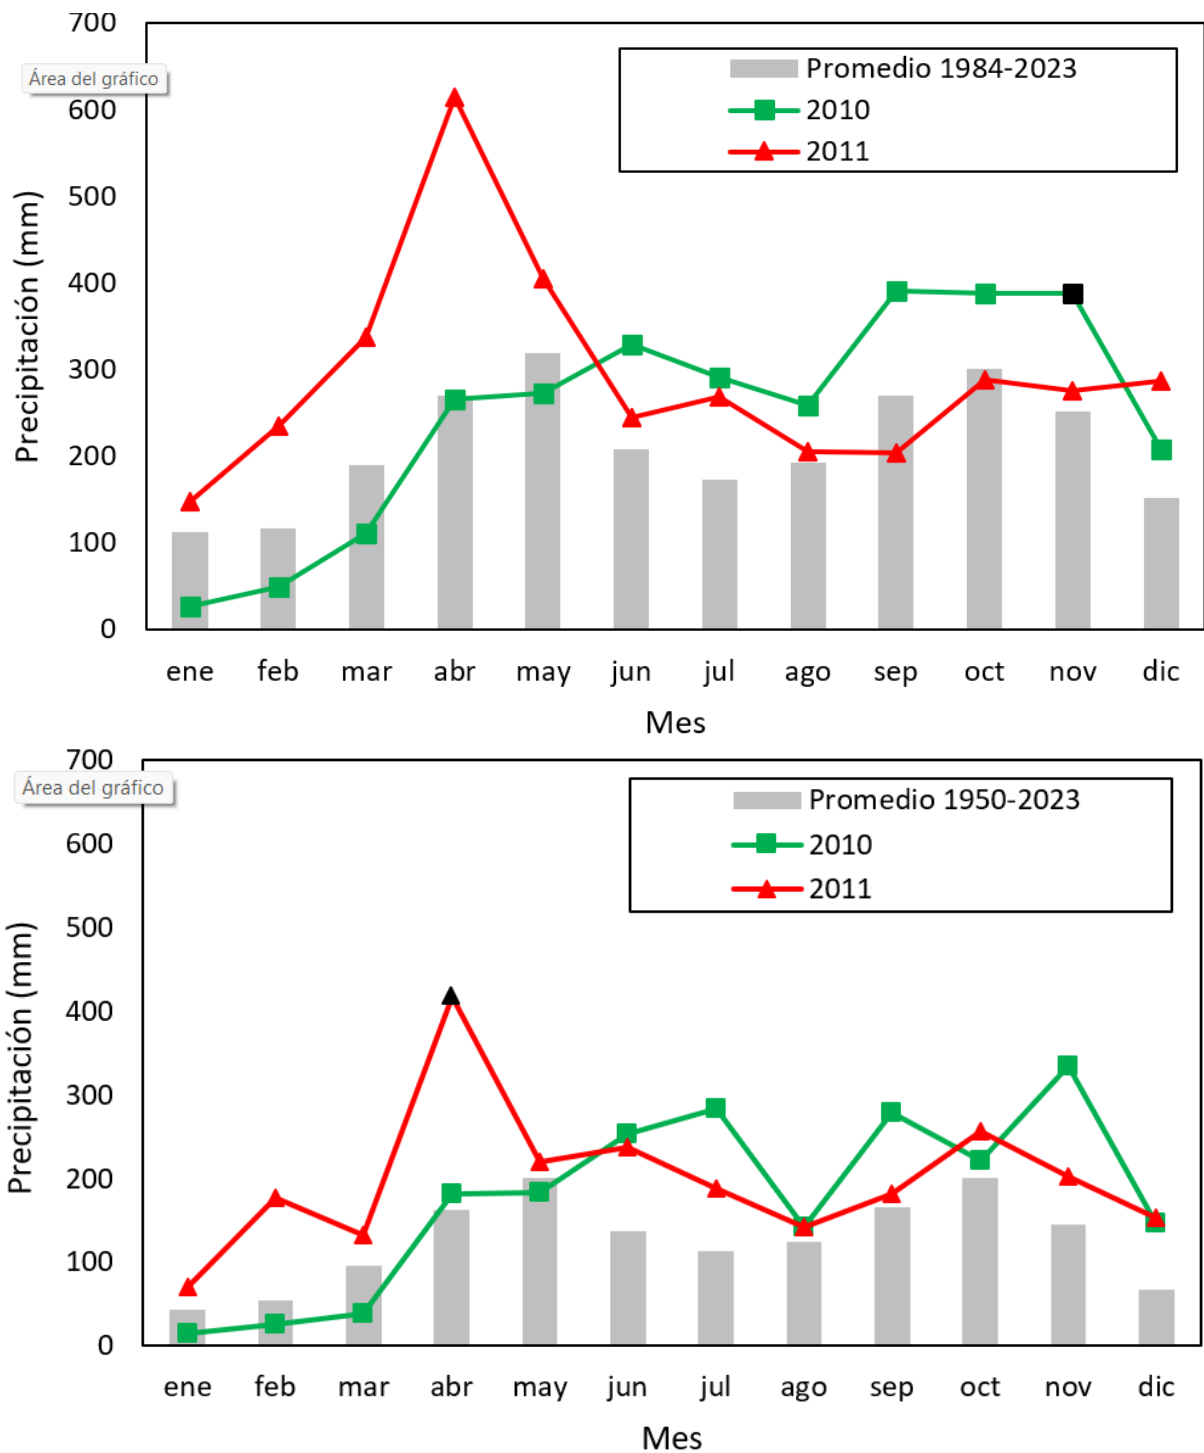 700
Área del gráfico
600
500
400
300
200
100
0
Precipitación (mm)
Promedio 1984-2023
2010
2011
ene feb mar abr may jun jul ago sep oct nov dic
Mes
700
Área del gráfico
600
500
400
300
200
100
0
Precipitación (mm)
Promedio 1950-2023
2010
2011
ene feb mar abr may jun jul ago sep oct nov dic
Mes